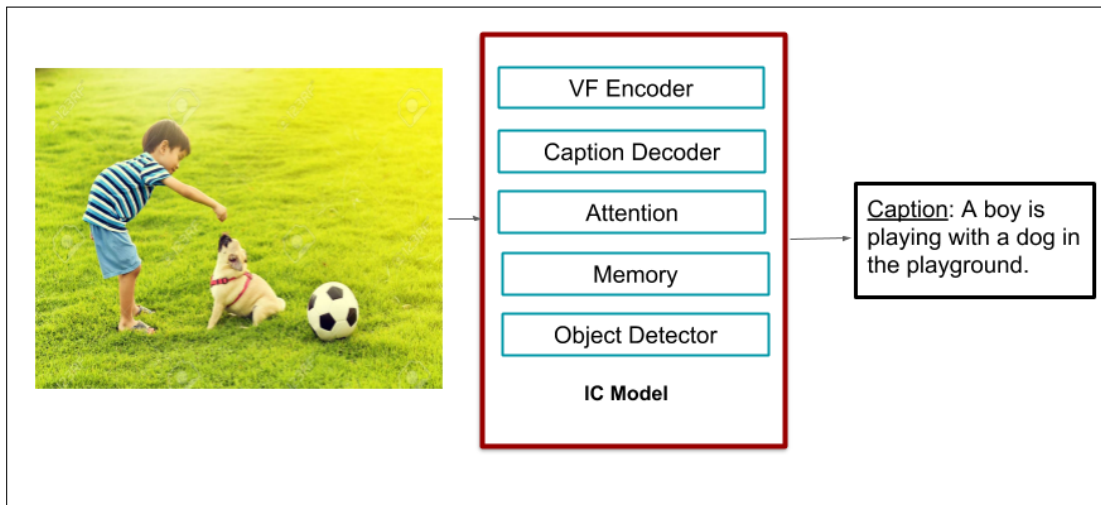 VF Encoder
Caption Decoder
Attention
Memory
Object Detector
IC Model
Caption: A boy is
playing with a dog in
the playground.